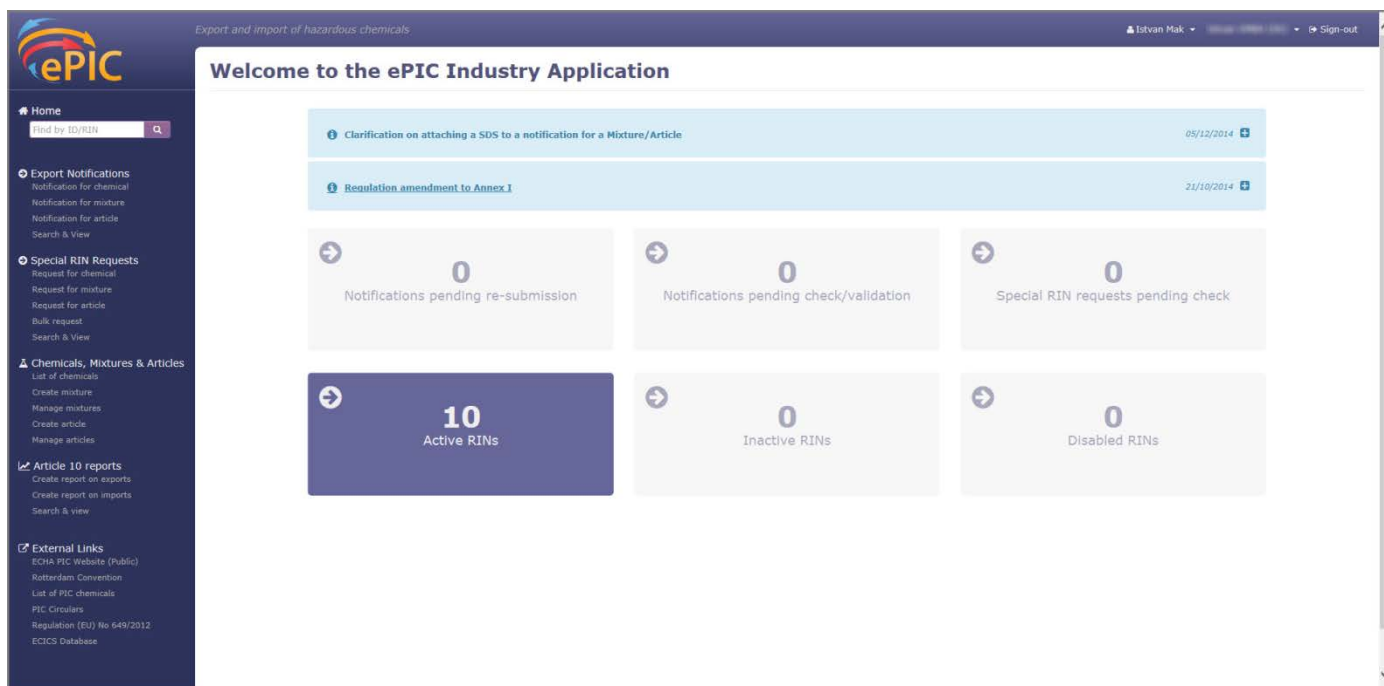 ePIC
Export and import of hazardous chemicals
Istvan Mak
Sign-out
Welcome to the ePIC Industry Application
Home
Find by ID/RIN
Export Notifications
Notification for chemical
Notification for mixture
Notification for article
Search & View
Special RIN Requests
Request for chemical
Request for mixture
Request for article
Bulk request
Search & View
Chemicals, Mixtures & Articles
List of chemicals
Create mixture
Manage mixtures
Create article
Manage articles
Article 10 reports
Create report on exports
Create report on imports
Search & view
External Links
ECHA PIC Website (Public)
Rotterdam Convention
List of PIC chemicals
PIC Circulars
Regulation (EU) No 649/2012
ECICS Database
Clarification on attaching a SDS to a notification for a Mixture/Article 05/12/2014
Regulation amendment to Annex I 21/10/2014
0
Notifications pending re-submission
0
Notifications pending check/validation
0
Special RIN requests pending check
10
Active RINs
0
Inactive RINs
0
Disabled RINs